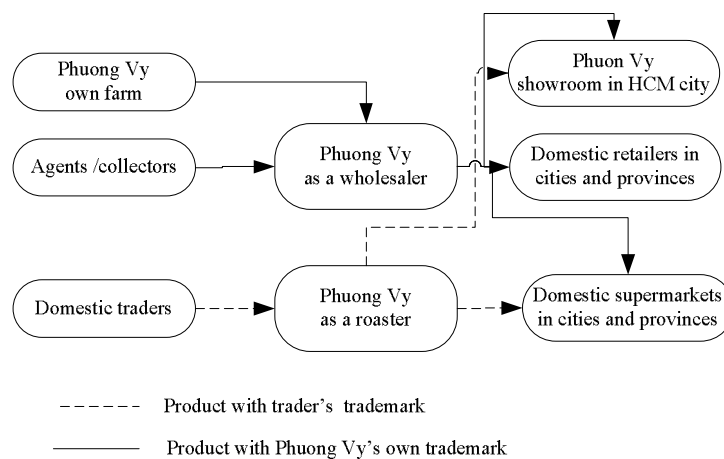 Phuong Vy
own farm
Phuon Vy
showroom in HCM city
Agents /collectors
Phuong Vy
as a wholesaler
Domestic retailers in
cities and provinces
Domestic traders
Phuong Vy
as a roaster
Domestic supermarkets
in cities and provinces
Product with trader’s trademark
Product with Phuong Vy’s own trademark